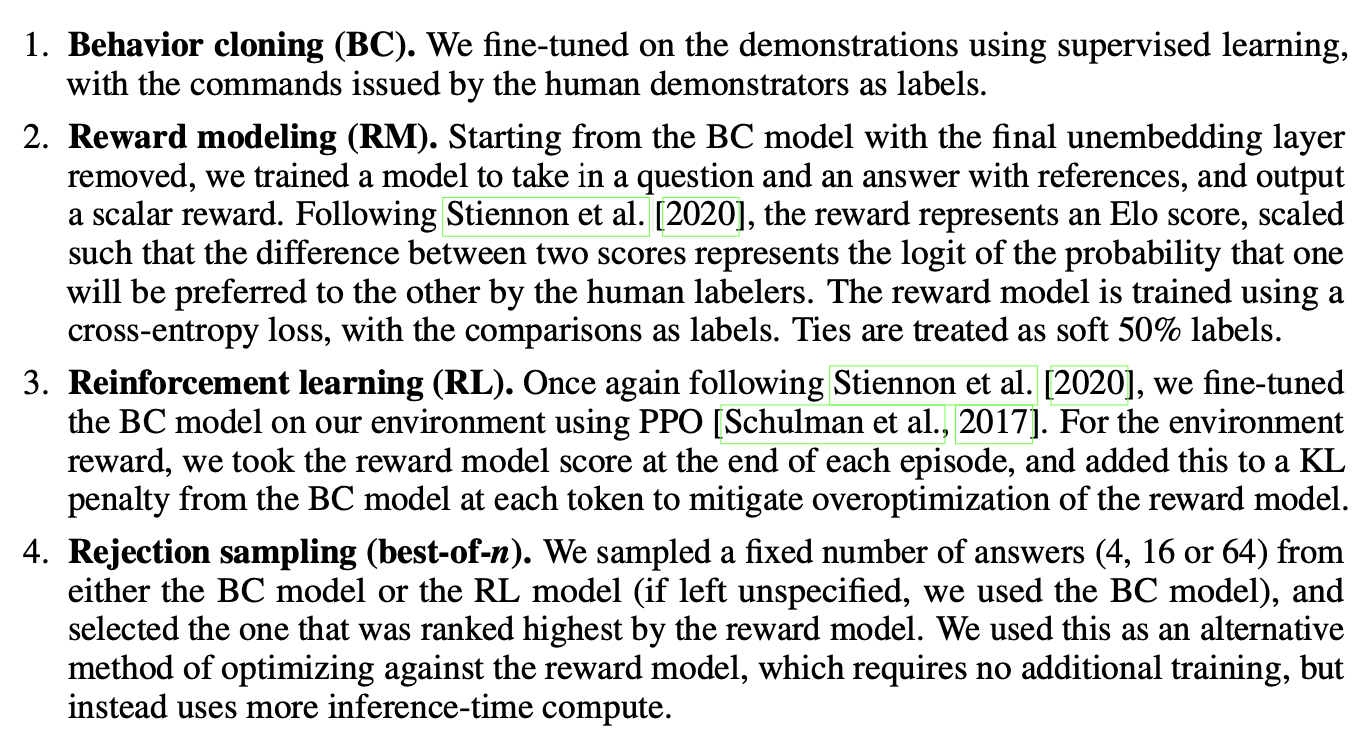 1. Behavior cloning (BC). We fine-tuned on the demonstrations using supervised learning,
with the commands issued by the human demonstrators as labels.
2. Reward modeling (RM). Starting from the BC model with the final unembedding layer
removed, we trained a model to take in a question and an answer with references, and output
a scalar reward. Following Stiennon et al. [2020], the reward represents an Elo score, scaled
such that the difference between two scores represents the logit of the probability that one
will be preferred to the other by the human labelers. The reward model is trained using a
cross-entropy loss, with the comparisons as labels. Ties are treated as soft 50% labels.
3. Reinforcement learning (RL). Once again following Stiennon et al. [2020], we fine-tuned
the BC model on our environment using PPO [Schulman et al., 2017]. For the environment
reward, we took the reward model score at the end of each episode, and added this to a KL
penalty from the BC model at each token to mitigate overoptimization of the reward model.
4. Rejection sampling (best-of-n). We sampled a fixed number of answers (4, 16 or 64) from
either the BC model or the RL model (if left unspecified, we used the BC model), and
selected the one that was ranked highest by the reward model. We used this as an alternative
method of optimizing against the reward model, which requires no additional training, but
instead uses more inference-time compute.